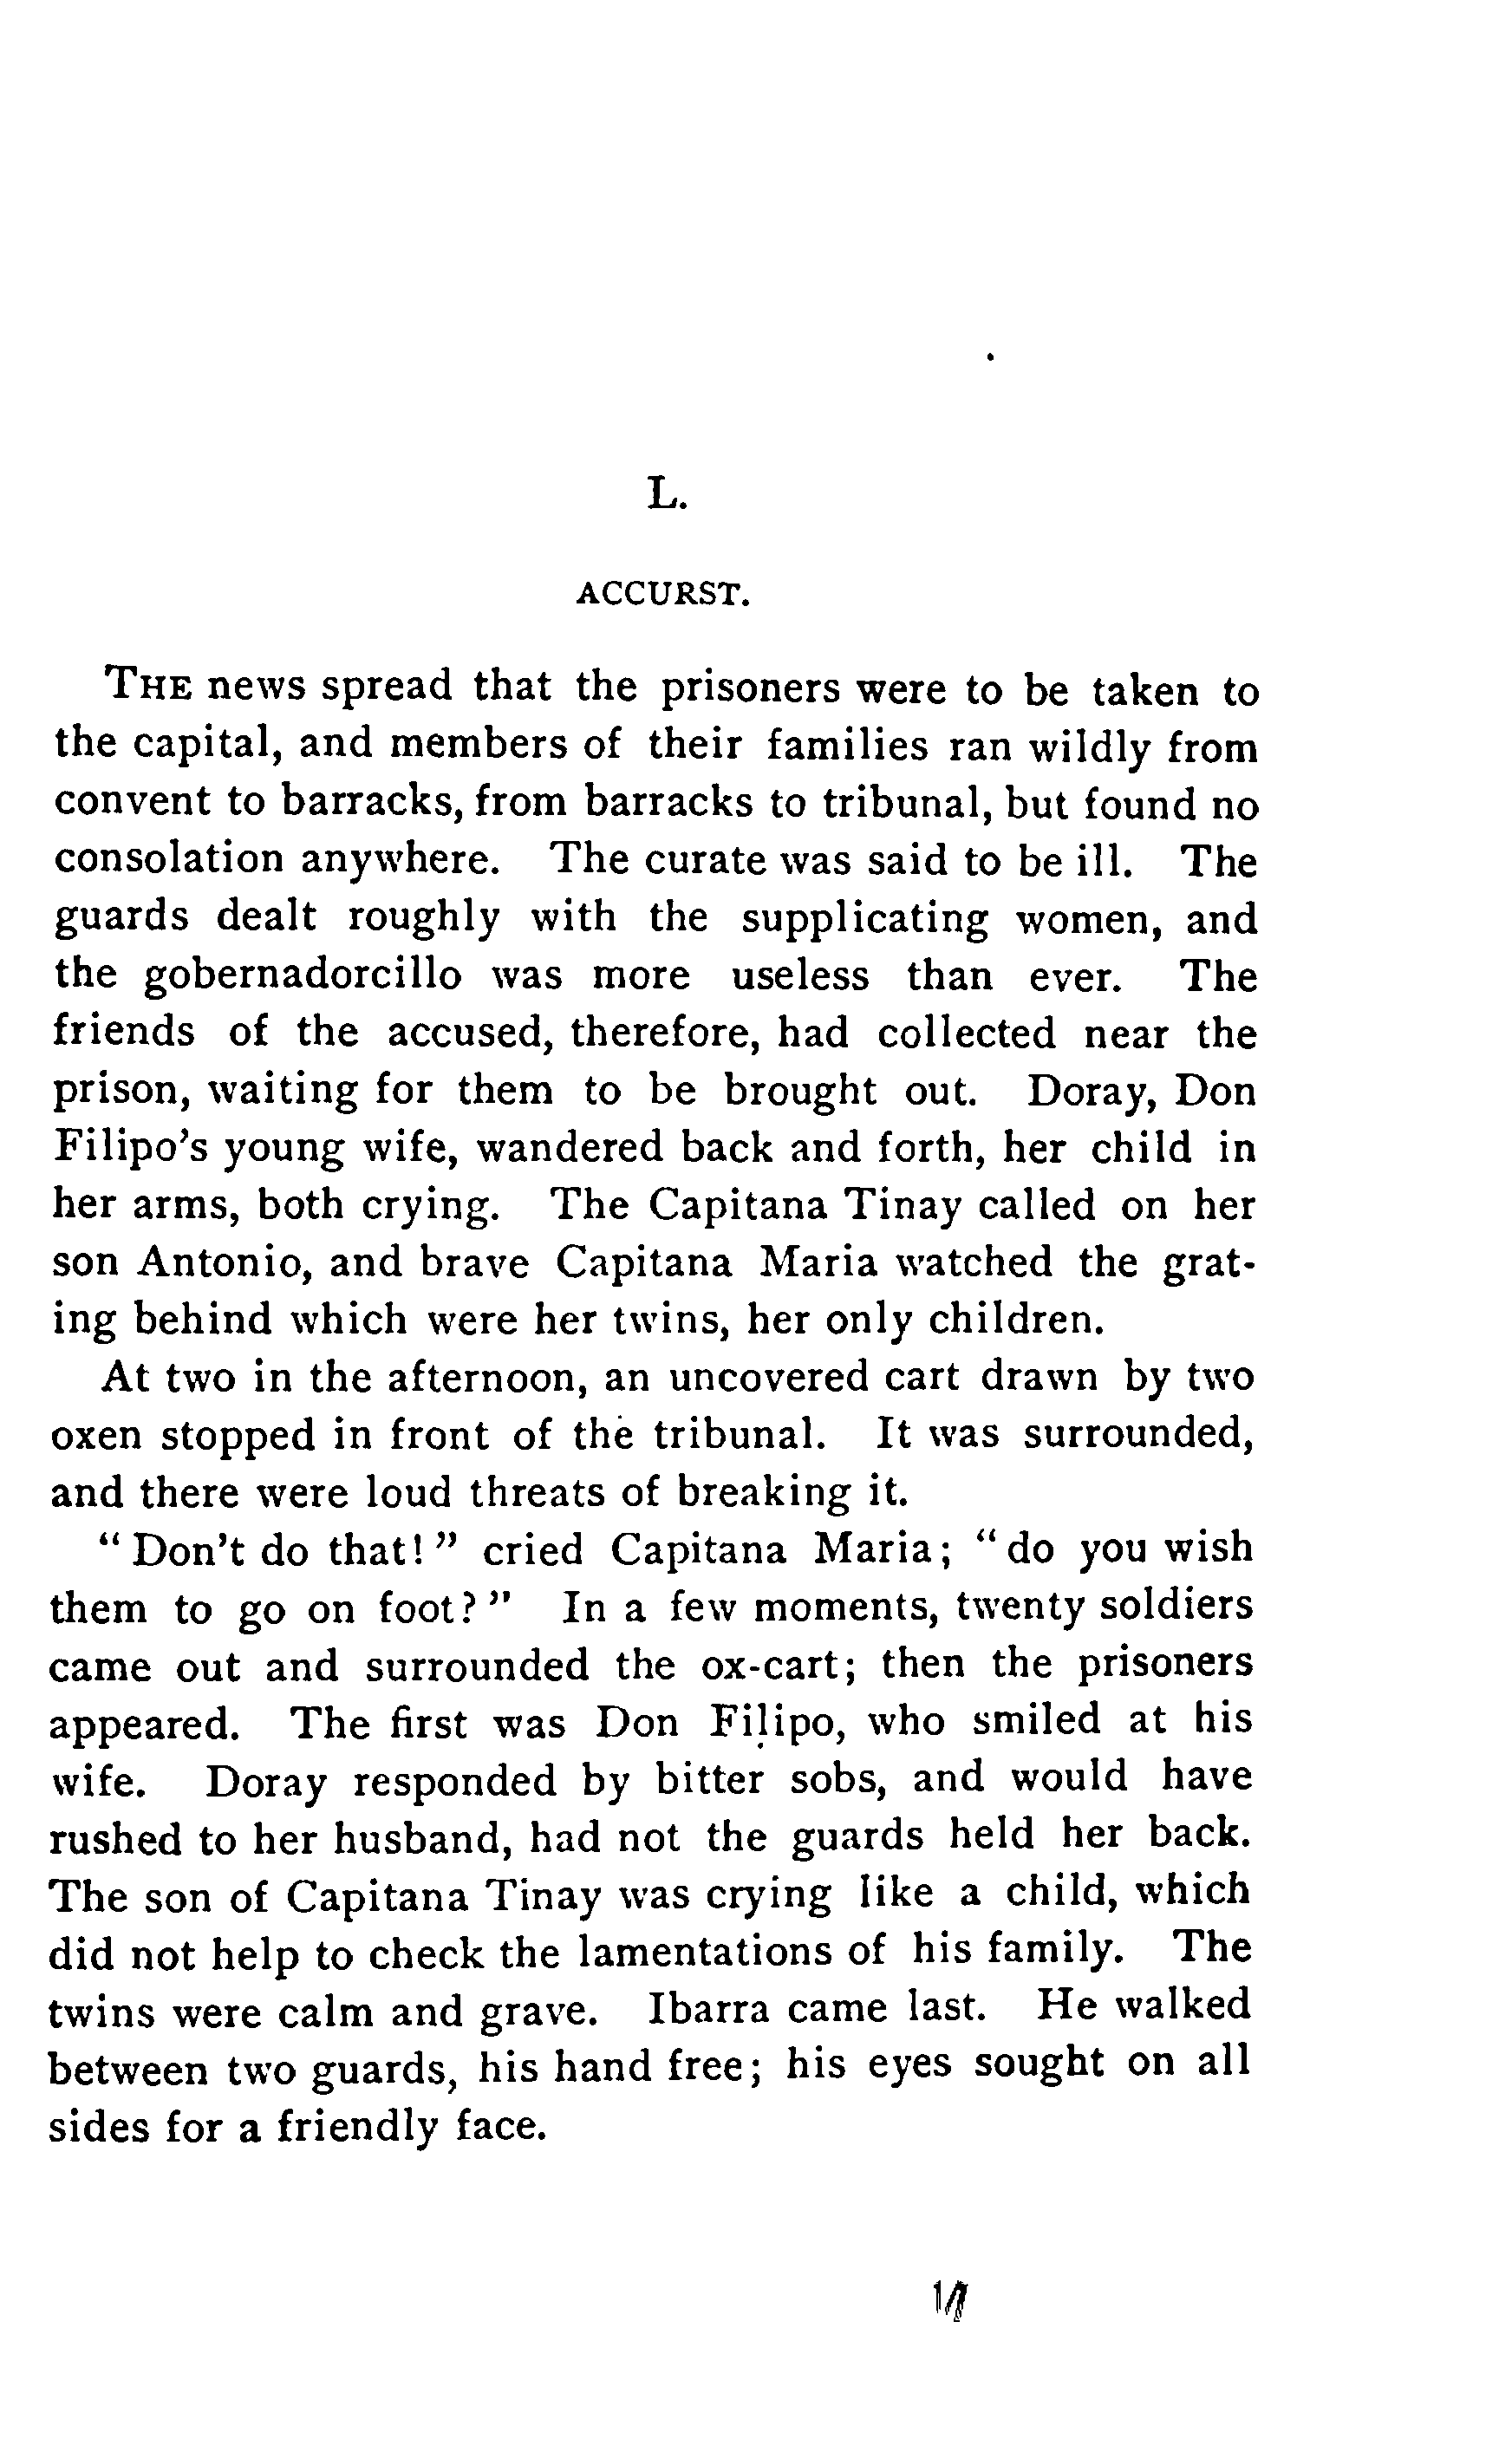 L.
ACCURST.
THE news spread that the prisoners were to be taken to
the capital, and members of their families ran wildly from
convent to barracks, from barracks to tribunal, but found no
consolation anywhere. The curate was said to be ill. The
guards dealt roughly with the supplicating women, and
the gobernadorcillo was more useless than ever. The
friends of the accused, therefore, had collected near the
prison, waiting for them to be brought out. Doray, Don
Filipo's young wife, wandered back and forth, her child in
her arms, both crying. The Capitana Tinay called on her
son Antonio, and brave Capitana Maria watched the grat-
ing behind which were her twins, her only children.
At two in the afternoon, an uncovered cart drawn by two
oxen stopped in front of the tribunal. It was surrounded,
and there were loud threats of breaking it.
"Don't do that!" cried Capitana Maria; "do you wish
them to go on foot?" In a few moments, twenty soldiers
came out and surrounded the ox-cart; then the prisoners
appeared. The first was Don Filipo, who smiled at his
wife. Doray responded by bitter sobs, and would have
rushed to her husband, had not the guards held her back.
The son of Capitana Tinay was crying like a child, which
did not help to check the lamentations of his family. The
twins were calm and grave. Ibarra came last. He walked
between two guards, his hand free; his eyes sought on all
sides for a friendly face.